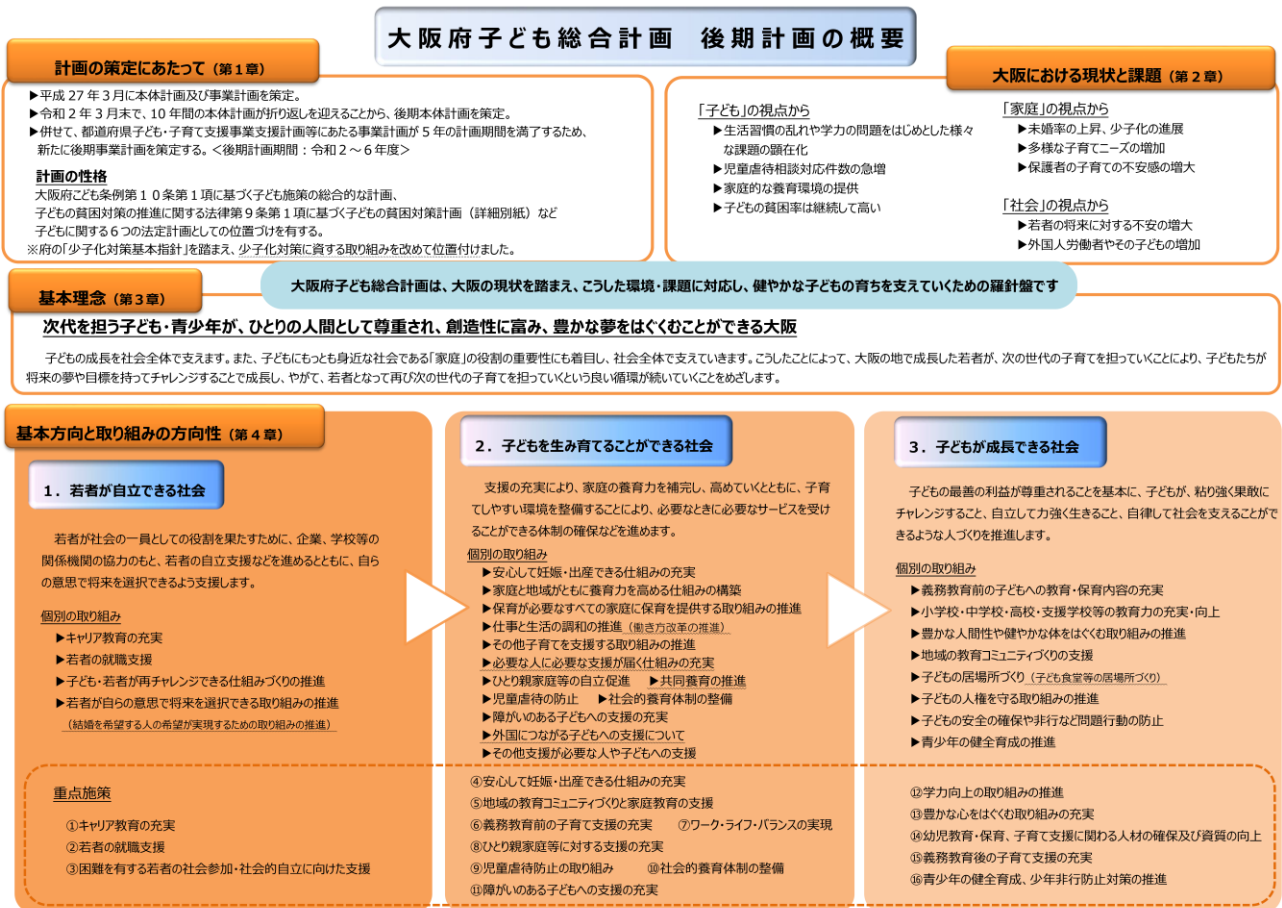 大阪府子ども総合計画　後期計画の概要
計画の策定にあたって（第１章）
▶平成 27 年３月に本体計画及び事業計画を策定。
▶令和２年３月末で、10 年間の本体計画が折り返しを迎えることから、後期本体計画を策定。
▶併せて、都道府県子ども・子育て支援事業支援計画等にあたる事業計画が５年の計画期間を満了するため、
新たに後期事業計画を策定する。＜後期計画期間：令和２～６年度＞
計画の性格
大阪府こども条例第１０条第１項に基づく子ども施策の総合的な計画、
子どもの貧困対策の推進に関する法律第９条第１項に基づく子どもの貧困対策計画（詳細別紙）など
子どもに関する６つの法定計画としての位置づけを有する。
※府の「少子化対策基本指針」を踏まえ、少子化対策に資する取り組みを改めて位置付けました。
大阪における現状と課題（第２章）
「子ども」の視点から
▶生活習慣の乱れや学力の問題をはじめとした様々
な課題の顕在化
▶児童虐待相談対応件数の急増
▶家庭的な養育環境の提供
▶子どもの貧困率は継続して高い
「家庭」の視点から
▶未婚率の上昇、少子化の進展
▶多様な子育てニーズの増加
▶保護者の子育ての不安感の増大
「社会」の視点から
▶若者の将来に対する不安の増大
▶外国人労働者やその子どもの増加
大阪府子ども総合計画は、大阪の現状を踏まえ、こうした環境・課題に対応し、健やかな子どもの育ちを支えていくための羅針盤です
基本理念（第３章）
次代を担う子ども・青少年が、ひとりの人間として尊重され、創造性に富み、豊かな夢をはぐくむことができる大阪
子どもの成長を社会全体で支えます。また、子どもにもっとも身近な社会である「家庭」の役割の重要性にも着目し、社会全体で支えていきます。こうしたことによって、大阪の地で成長した若者が、次の世代の子育てを担っていくことにより、子どもたちが
将来の夢や目標を持ってチャレンジすることで成長し、やがて、若者となって再び次の世代の子育てを担っていくという良い循環が続いていくことをめざします。
基本方向と取り組みの方向性（第４章）
１．若者が自立できる社会
若者が社会の一員としての役割を果たすために、企業、学校等の
関係機関の協力のもと、若者の自立支援などを進めるとともに、自ら
の意思で将来を選択できるよう支援します。
個別の取り組み
▶キャリア教育の充実
▶若者の就職支援
▶子ども・若者が再チャレンジできる仕組みづくりの推進
▶若者が自らの意思で将来を選択できる取り組みの推進
（結婚を希望する人の希望が実現するための取り組みの推進）
重点施策
①キャリア教育の充実
②若者の就職支援
③困難を有する若者の社会参加・社会的自立に向けた支援
２．子どもを生み育てることができる社会
支援の充実により、家庭の養育力を補完し、高めていくとともに、子育
てしやすい環境を整備することにより、必要なときに必要なサービスを受け
ることができる体制の確保などを進めます。
個別の取り組み
▶安心して妊娠・出産できる仕組みの充実
▶家庭と地域がともに養育力を高める仕組みの構築
▶保育が必要なすべての家庭に保育を提供する取り組みの推進
▶仕事と生活の調和の推進（働き方改革の推進）
▶その他子育てを支援する取り組みの推進
▶必要な人に必要な支援が届く仕組みの充実
▶ひとり親家庭等の自立促進　▶共同養育の推進
▶児童虐待の防止　▶社会的養育体制の整備
▶障がいのある子どもへの支援の充実
▶外国につながる子どもへの支援について
▶その他支援が必要な人や子どもへの支援
④安心して妊娠・出産できる仕組みの充実
⑤地域の教育コミュニティづくりと家庭教育の支援
⑥義務教育前の子育て支援の充実　⑦ワーク・ライフ・バランスの実現
⑧ひとり親家庭等に対する支援の充実
⑨児童虐待防止の取り組み　⑩社会的養育体制の整備
⑪障がいのある子どもへの支援の充実
３．子どもが成長できる社会
子どもの最善の利益が尊重されることを基本に、子どもが、粘り強く果敢に
チャレンジすること、自立して力強く生きること、自律して社会を支えることがで
きるような人づくりを推進します。
個別の取り組み
▶義務教育前の子どもへの教育・保育内容の充実
▶小学校・中学校・高校・支援学校等の教育力の充実・向上
▶豊かな人間性や健やかな体をはぐくむ取り組みの推進
▶地域の教育コミュニティづくりの支援
▶子どもの居場所づくり（子ども食堂等の居場所づくり）
▶子どもの人権を守る取り組みの推進
▶子どもの安全の確保や非行など問題行動の防止
▶青少年の健全育成の推進
⑫学力向上の取り組みの推進
⑬豊かな心をはぐくむ取り組みの充実
⑭幼児教育・保育、子育て支援に関わる人材の確保及び資質の向上
⑮義務教育後の子育て支援の充実
⑯青少年の健全育成、少年非行防止対策の推進